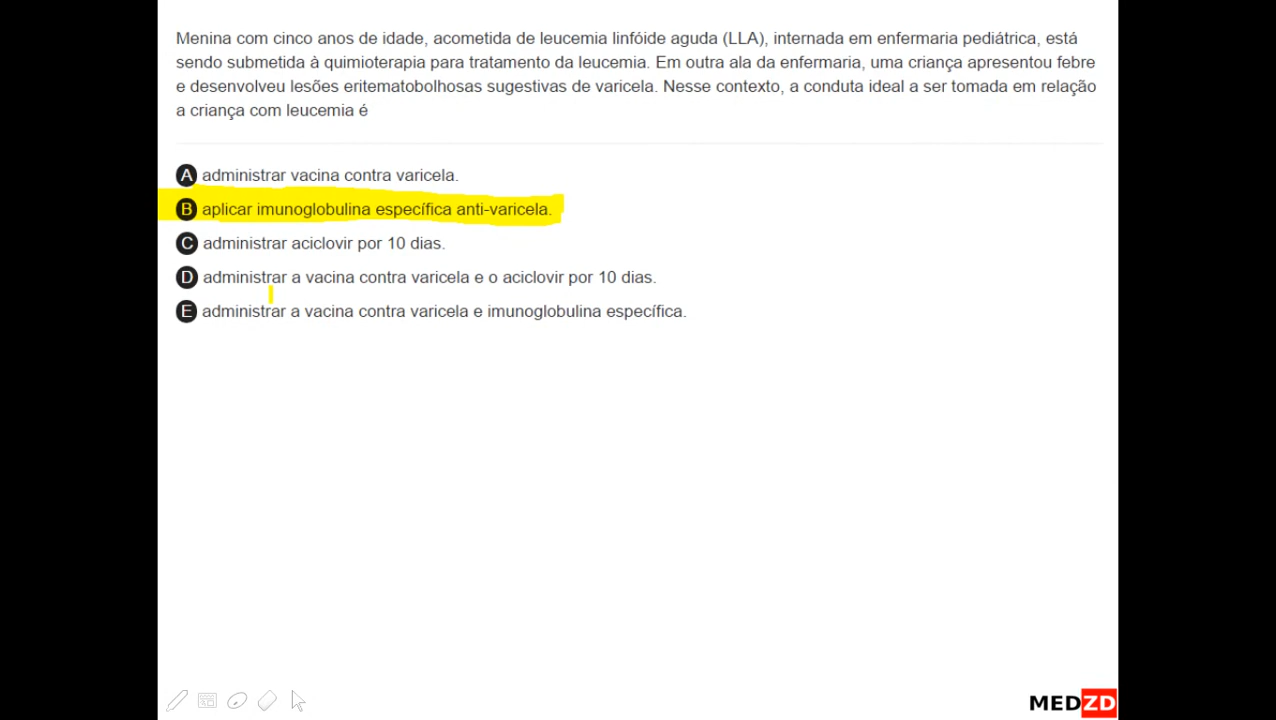 Menina com cinco anos de idade, acometida de leucemia linfóide aguda (LLA), internada em enfermaria pediátrica, está
sendo submetida à quimioterapia para tratamento da leucemia. Em outra ala da enfermaria, uma criança apresentou febre
e desenvolveu lesões eritematobolhosas sugestivas de varicela. Nesse contexto, a conduta ideal a ser tomada em relação
a criança com leucemia é
A administrar vacina contra varicela.
B aplicar imunoglobulina específica anti-varicela.
C administrar aciclovir por 10 dias.
D administrar a vacina contra varicela e o aciclovir por 10 dias.
E administrar a vacina contra varicela e imunoglobulina específica.
MEDZD